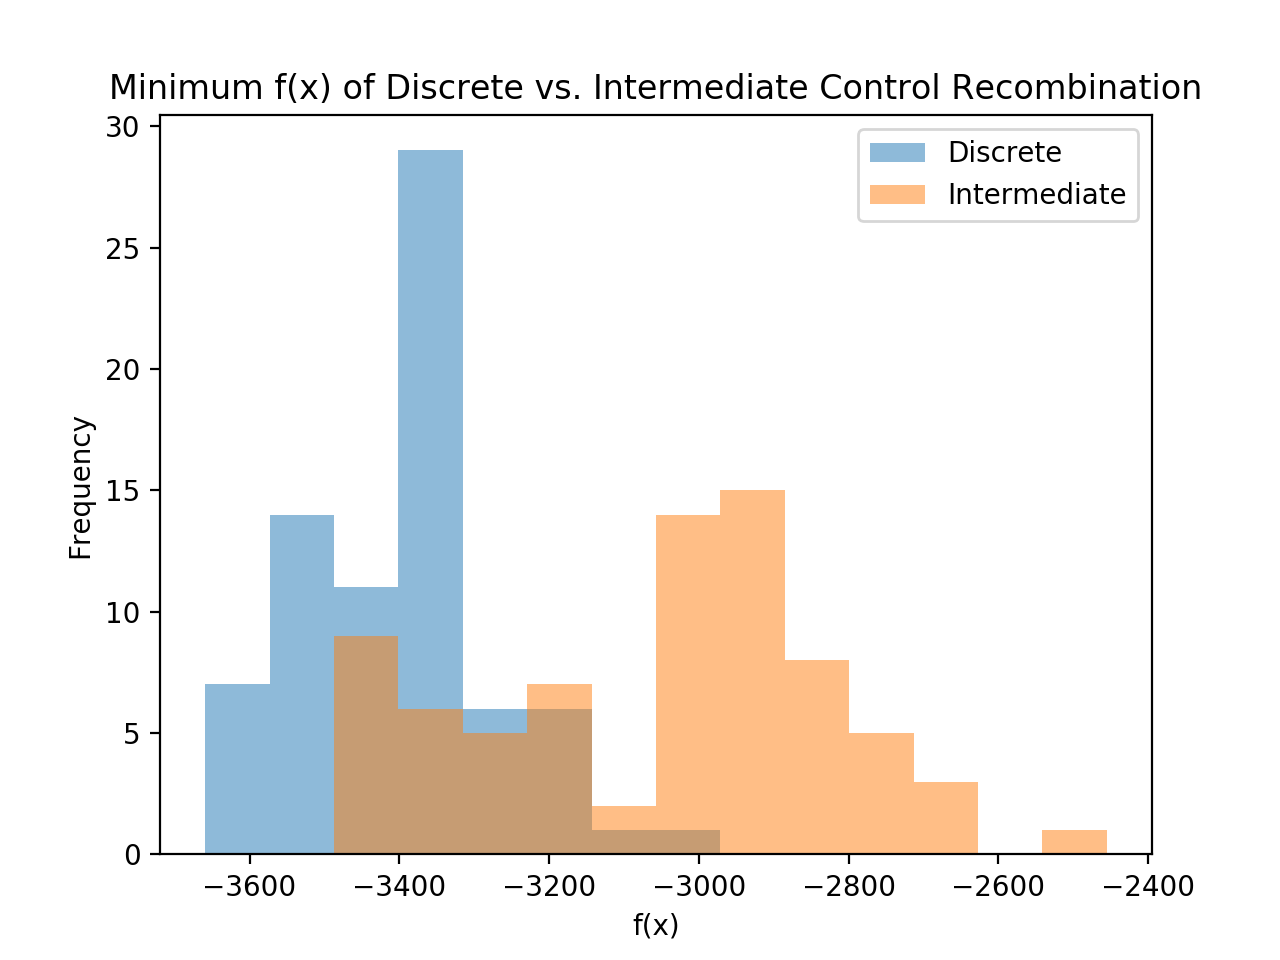 Minimum f(x) of Discrete vs. Intermediate Control Recombination
30
25
20
15
10
5
0
Frequency
Discrete
Intermediate
−3600 −3400 −3200 −3000 −2800 −2600 −2400
f(x)